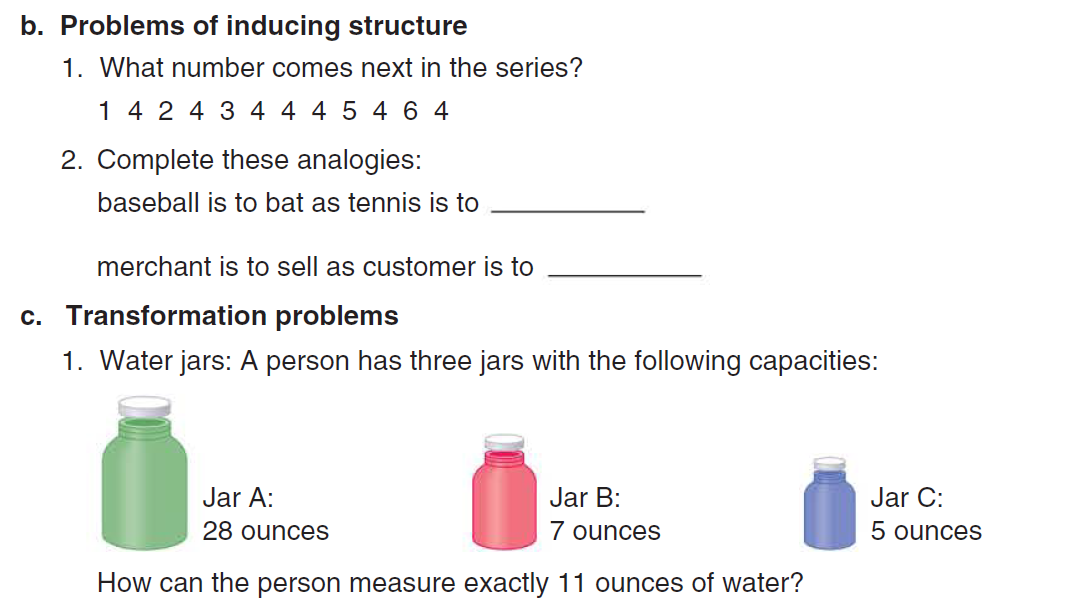 b. Problems of inducing structure
1. What number comes next in the series?
1 4 2 4 3 4 4 4 5 4 6 4
2. Complete these analogies:
baseball is to bat as tennis is to __________
merchant is to sell as customer is to __________
c. Transformation problems
1. Water jars: A person has three jars with the following capacities:
Jar A:
28 ounces
Jar B:
7 ounces
Jar C:
5 ounces
How can the person measure exactly 11 ounces of water?